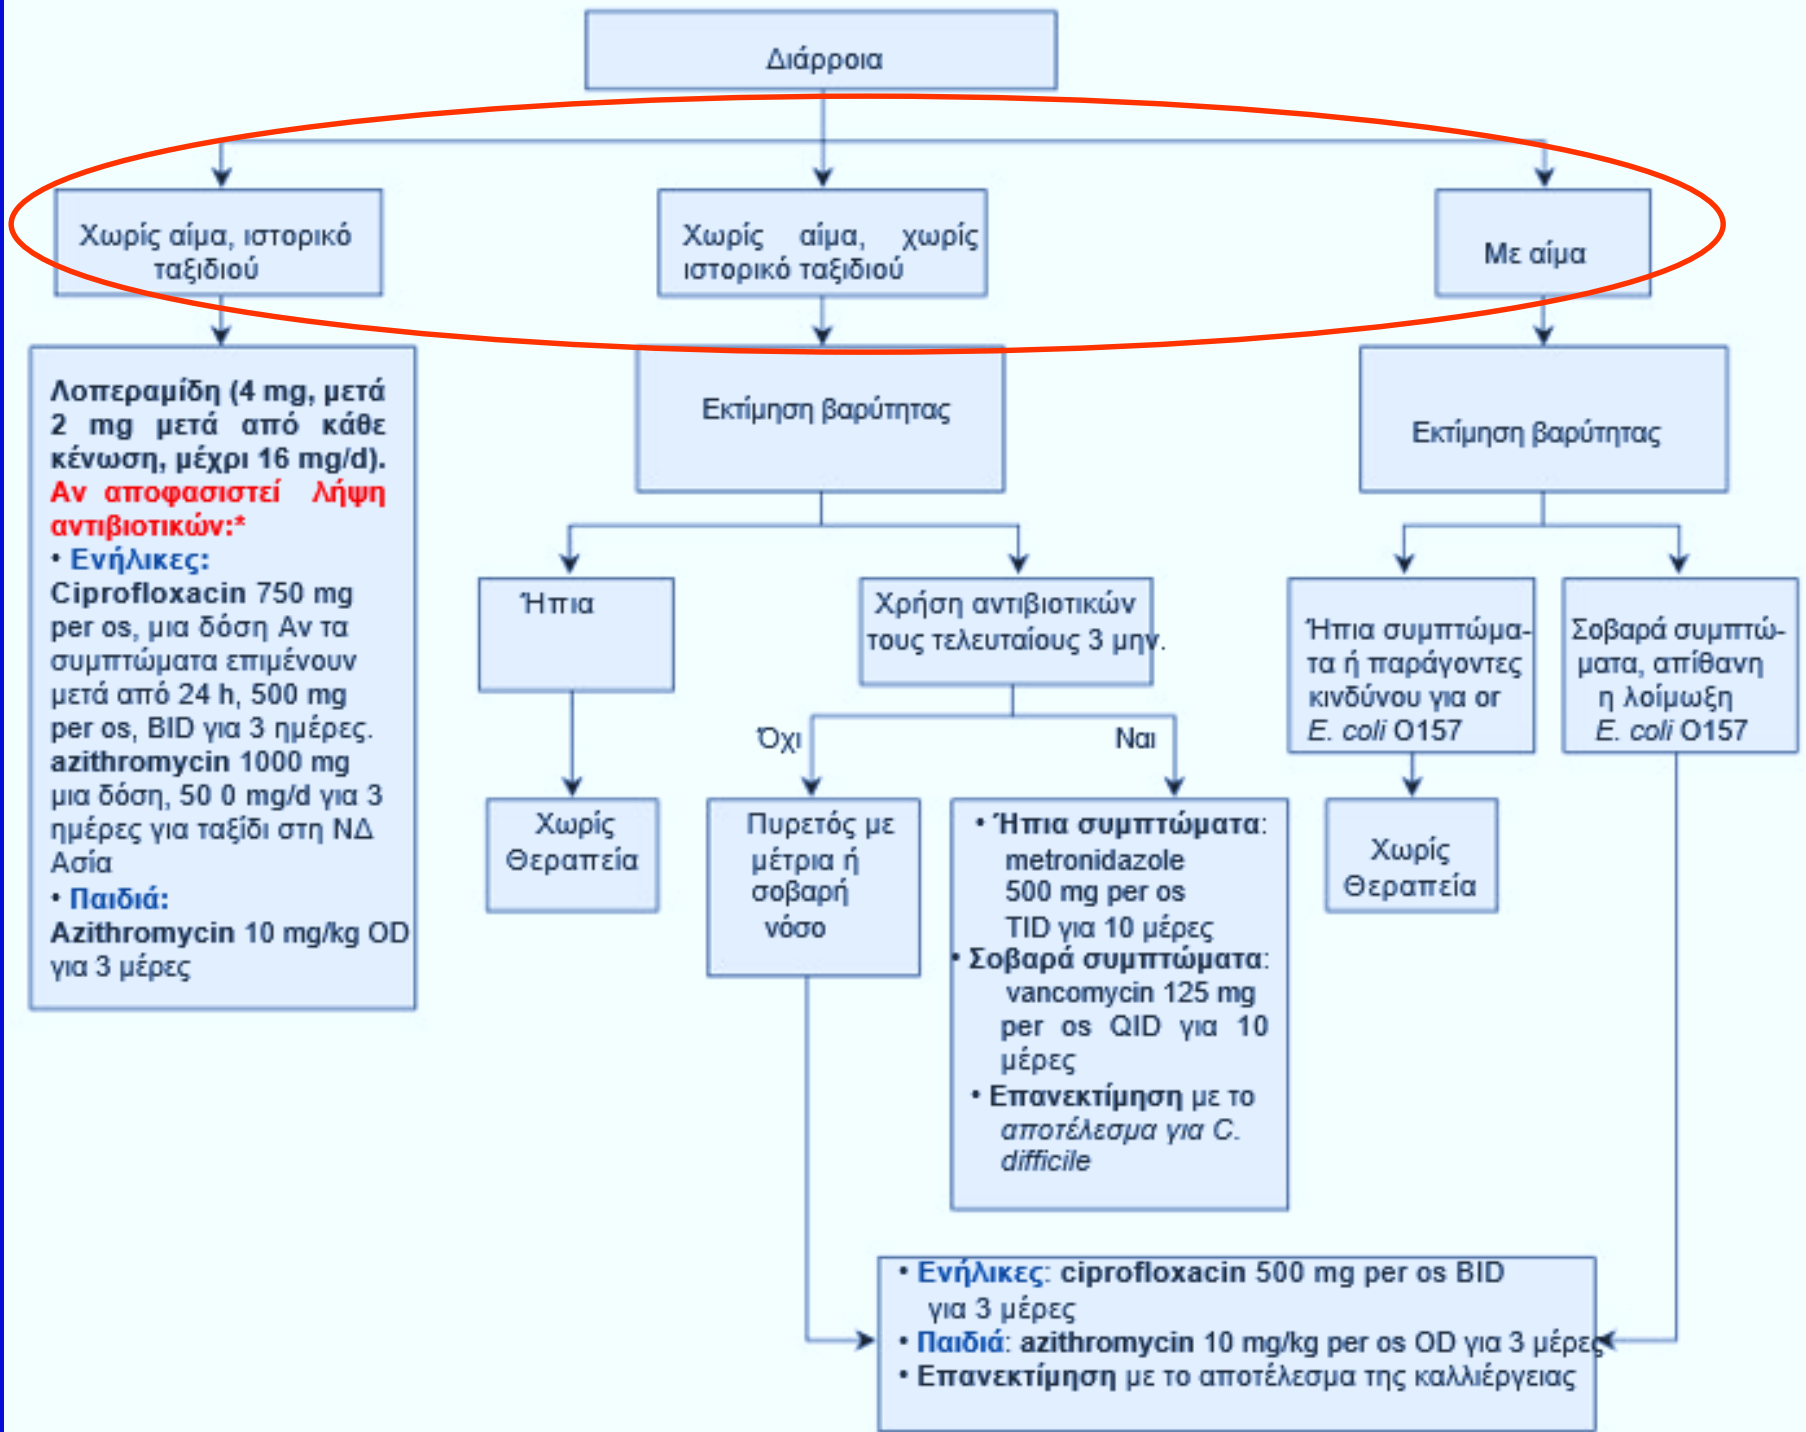 Διάρροια
Χωρίς αίμα, ιστορικό
ταξιδιού
Χωρίς αίμα, χωρίς
ιστορικό ταξιδιού
Με αίμα
Λοπεραμίδη (4 mg, μετά
2 mg μετά από κάθε
κένωση, μέχρι 16 mg/d).
Αν αποφασιστεί λήψη
αντιβιοτικών:*
• Ενήλικες:
Ciprofloxacin 750 mg
per os, μια δόση Αν τα
συμπτώματα επιμένουν
μετά από 24 h, 500 mg
per os, BID για 3 ημέρες.
azithromycin 1000 mg
μια δόση, 50 0 mg/d για 3
ημέρες για ταξίδι στη ΝΔ
Ασία
• Παιδιά:
Azithromycin 10 mg/kg OD
για 3 μέρες
Εκτίμηση βαρύτητας
Εκτίμηση βαρύτητας
Ήπια
Χρήση αντιβιοτικών
τους τελευταίους 3 μην.
Ήπια συμπτώμα-
τα ή παράγοντες
κινδύνου για or
E. coli O157
Σοβαρά συμπτώ-
ματα, απίθανη
η λοίμωξη
E. coli O157
Όχι
Ναι
Χωρίς
Θεραπεία
Πυρετός με
μέτρια ή
σοβαρή
νόσο
• Ήπια συμπτώματα:
metronidazole
500 mg per os
TID για 10 μέρες
• Σοβαρά συμπτώματα:
vancomycin 125 mg
per os QID για 10
μέρες
• Επανεκτίμηση με το
αποτέλεσμα για C.
difficile
Χωρίς
Θεραπεία
• Ενήλικες: ciprofloxacin 500 mg per os BID
για 3 μέρες
• Παιδιά: azithromycin 10 mg/kg per os OD για 3 μέρες
• Επανεκτίμηση με το αποτέλεσμα της καλλιέργειας